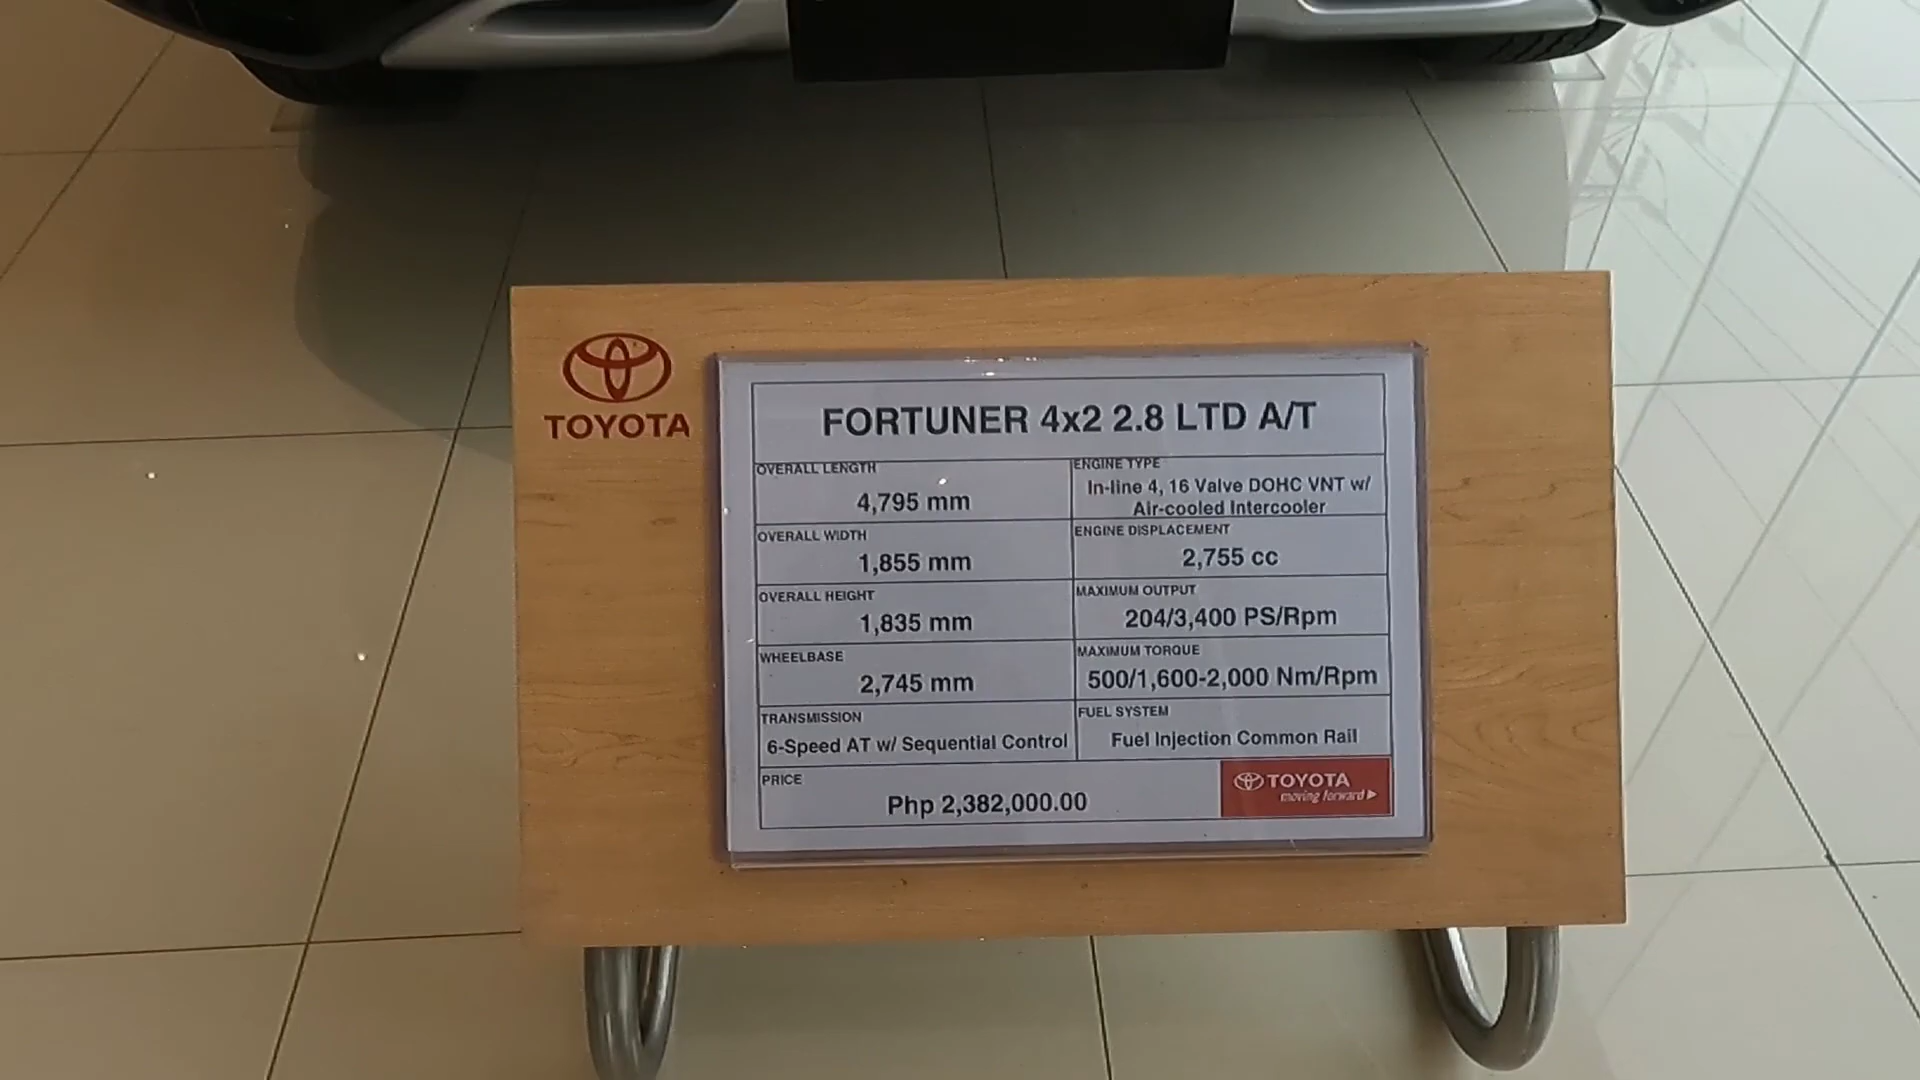 TOYOTA
FORTUNER 4x2 2.8 LTD A/T
OVERALL LENGTH
4,795 mm
ENGINE TYPE
In-line 4, 16 Valve DOHC VNT w/
Air-cooled Intercooler
OVERALL WIDTH
1,855 mm
ENGINE DISPLACEMENT
2,755 cc
OVERALL HEIGHT
1,835 mm
MAXIMUM OUTPUT
204/3,400 PS/Rpm
WHEELBASE
2,745 mm
MAXIMUM TORQUE
500/1,600-2,000 Nm/Rpm
TRANSMISSION
6-Speed AT w/ Sequential Control
FUEL SYSTEM
Fuel Injection Common Rail
PRICE
Php 2,382,000.00
TOYOTA
moving forward